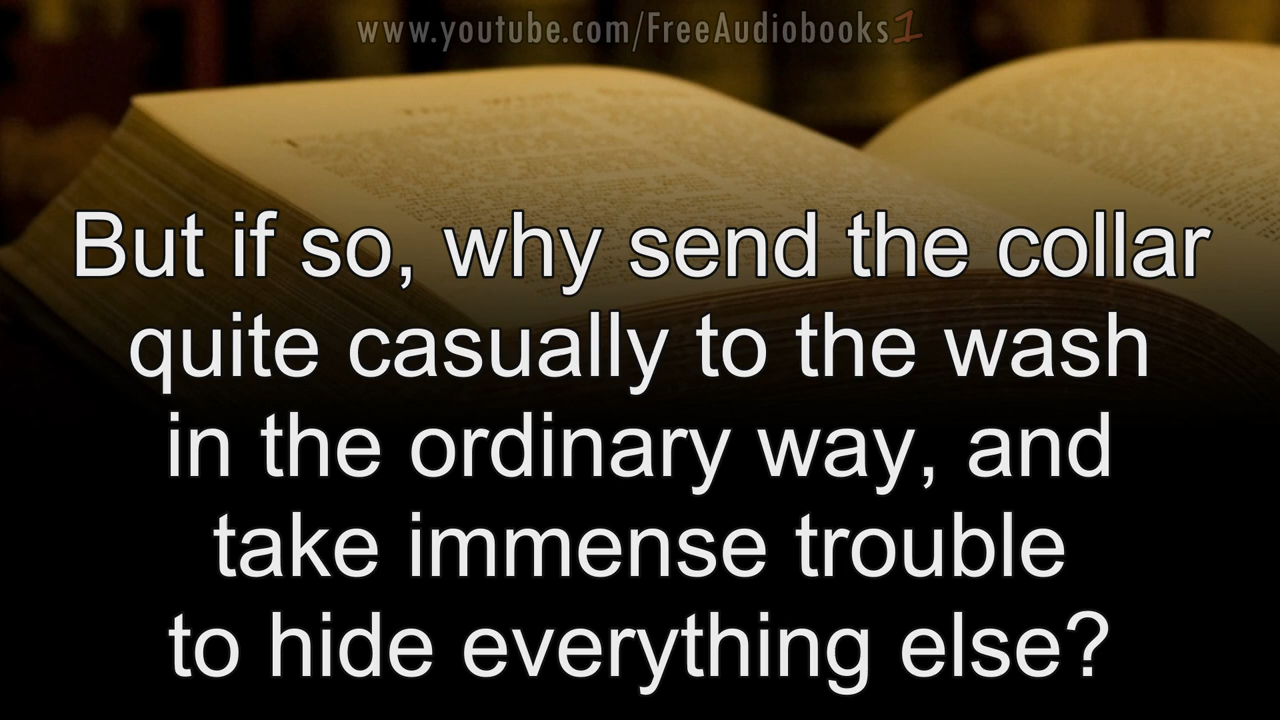 www.youtube.com/FreeAudiobooks1
But if so, why send the collar
quite casually to the wash
in the ordinary way, and
take immense trouble
to hide everything else?